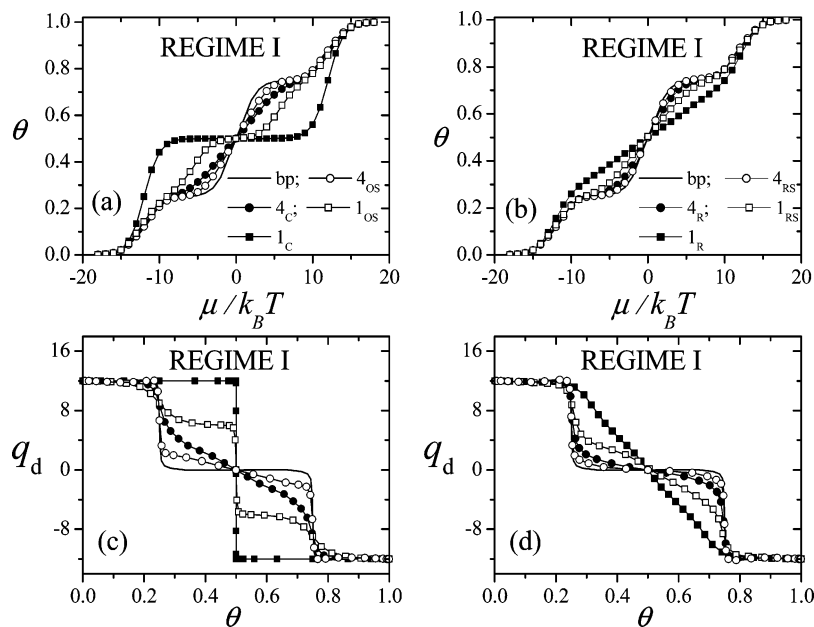 REGIME I
1.0
0.8
0.6
0.4
0.2
0.0
θ
(a)
bp; 4OS
4C; 1OS
1C
-20 -10 0 10 20
μ / kBT
REGIME I
1.0
0.8
0.6
0.4
0.2
0.0
θ
(b)
bp; 4RS
4R; 1RS
1R
-20 -10 0 10 20
μ / kBT
REGIME I
16
8
0
-8
qd
(c)
0.0 0.2 0.4 0.6 0.8 1.0
θ
REGIME I
16
8
0
-8
qd
(d)
0.0 0.2 0.4 0.6 0.8 1.0
θ